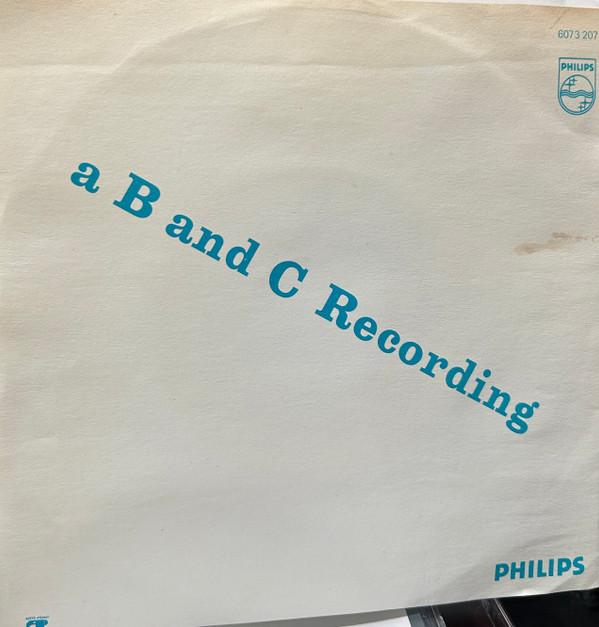 6073 207
PHILIPS
a B and C Recording
PHILIPS